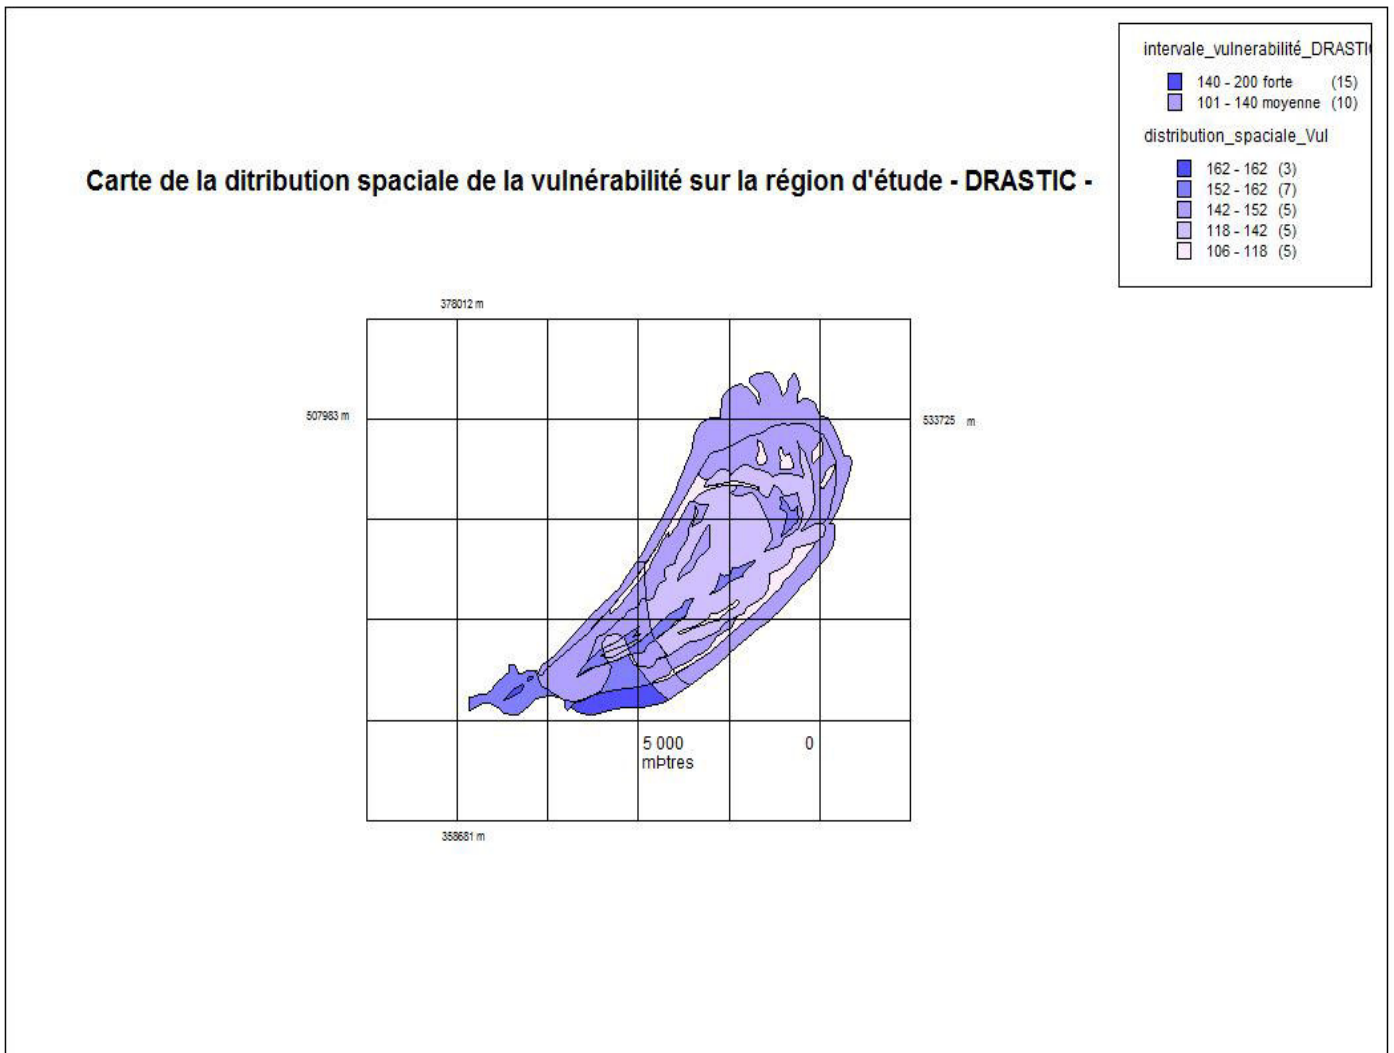 intervale_vulnerabilité_DRASTI
140 - 200 forte (15)
101 - 140 moyenne (10)
distribution_spaciale_Vul
162 - 162 (3)
152 - 162 (7)
142 - 152 (5)
118 - 142 (5)
106 - 118 (5)
Carte de la ditribution spaciale de la vulnérabilité sur la région d'étude - DRASTIC -
378012 m
507983 m
533725 m
5 000 0
mÞtres
358681 m